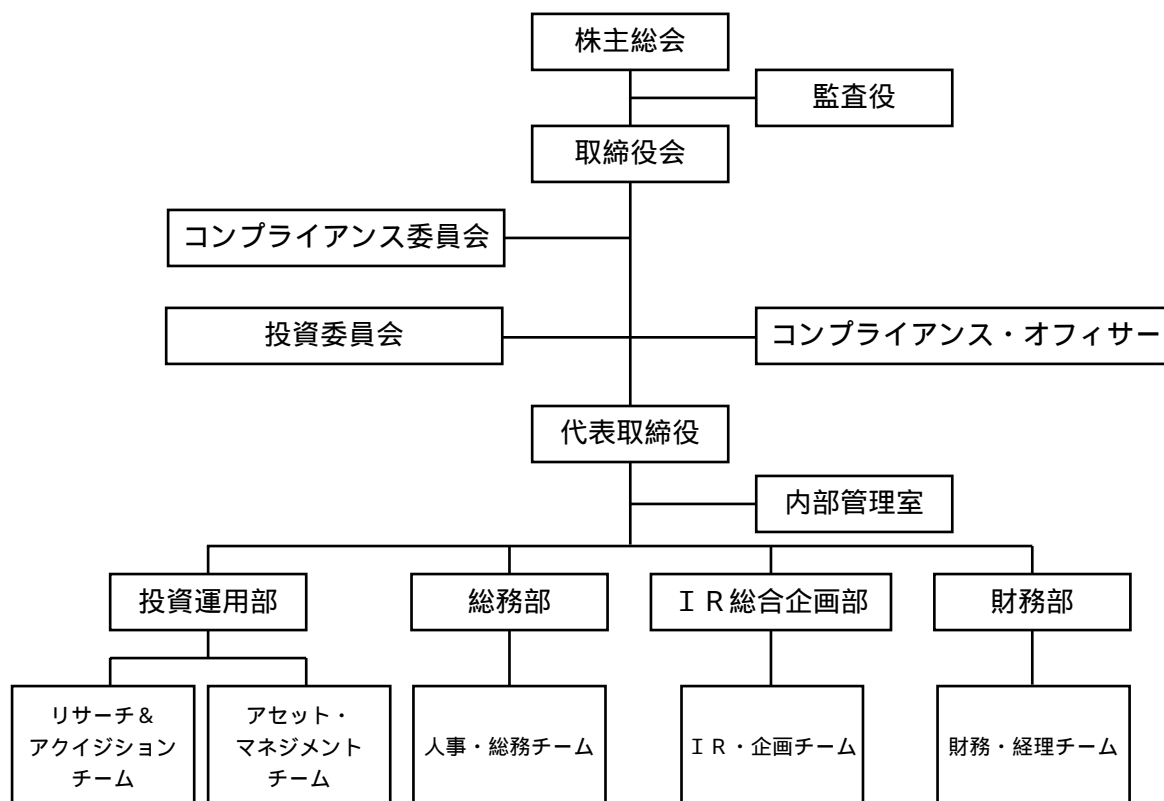 株主総会
監査役
取締役会
コンプライアンス委員会
投資委員会
コンプライアンス・オフィサー
代表取締役
内部管理室
投資運用部
総務部
ＩＲ総合企画部
財務部
リサーチ＆
アクイジション
チーム
アセット・
マネジメント
チーム
人事・総務チーム
ＩＲ・企画チーム
財務・経理チーム